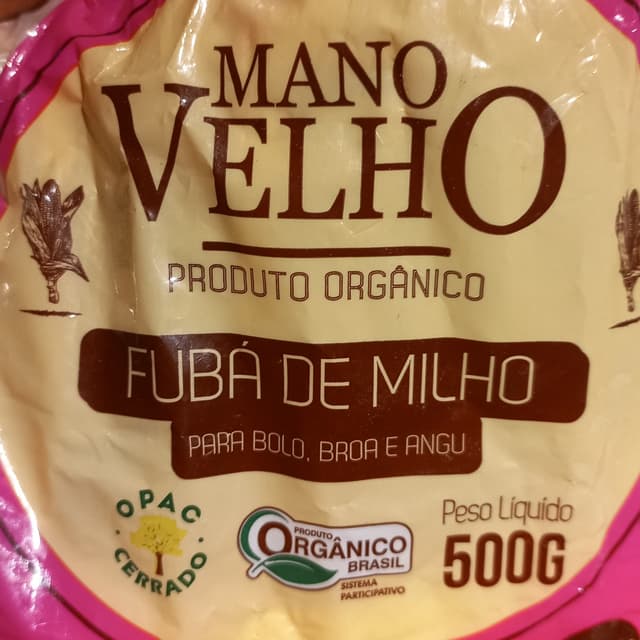 MANO
VELHO
PRODUTO ORGÂNICO
FUBÁ DE MILHO
PARA BOLO, BROA E ANGU
OPAC
CERRADO
PRODUTO
ORGÂNICO
BRASIL
SISTEMA
PARTICIPATIVO
Peso Líquido
500G